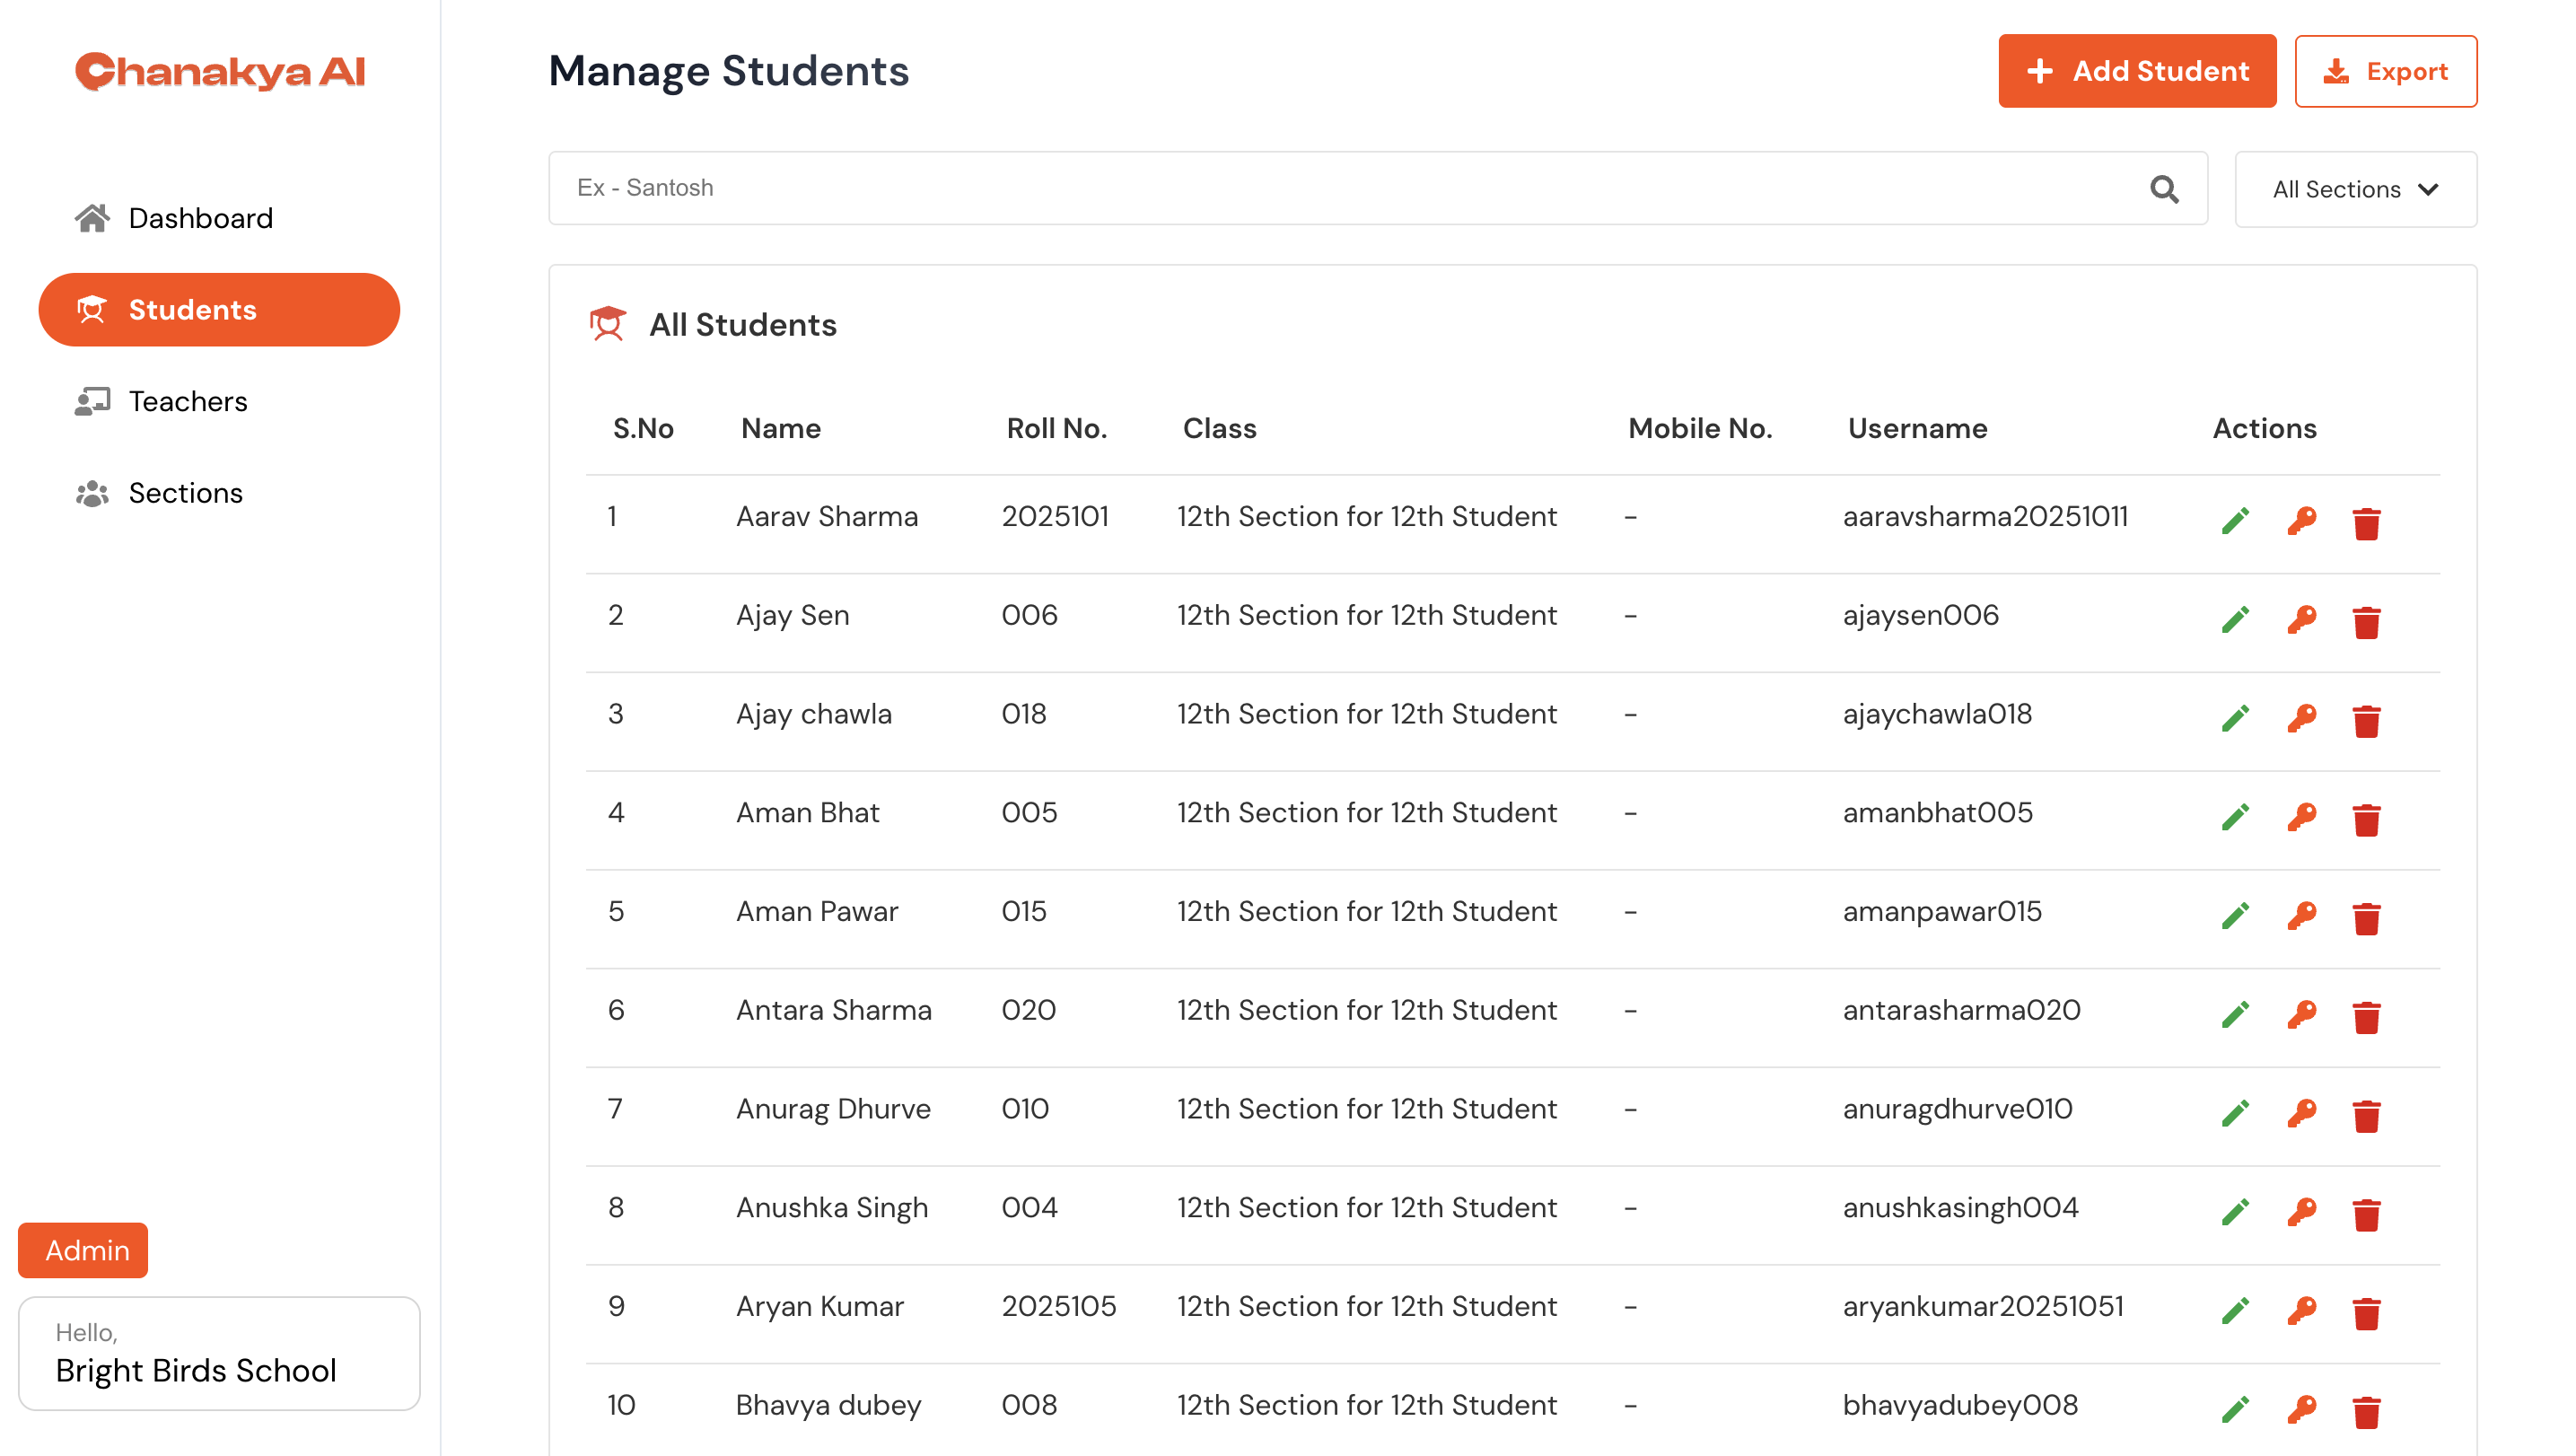 Chanakya AI
Dashboard
Students
Teachers
Sections
Admin
Hello,
Bright Birds School
Manage Students
Add Student
Export
Ex - Santosh
All Sections
All Students
S.No Name Roll No. Class Mobile No. Username Actions
1 Aarav Sharma 2025101 12th Section for 12th Student - aaravsharma20251011
2 Ajay Sen 006 12th Section for 12th Student - ajaysen006
3 Ajay chawla 018 12th Section for 12th Student - ajaychawla018
4 Aman Bhat 005 12th Section for 12th Student - amanbhat005
5 Aman Pawar 015 12th Section for 12th Student - amanpawar015
6 Antara Sharma 020 12th Section for 12th Student - antarasharma020
7 Anurag Dhurve 010 12th Section for 12th Student - anuragdhurve010
8 Anushka Singh 004 12th Section for 12th Student - anushkasingh004
9 Aryan Kumar 2025105 12th Section for 12th Student - aryankumar20251051
10 Bhavya dubey 008 12th Section for 12th Student - bhavyadubey008